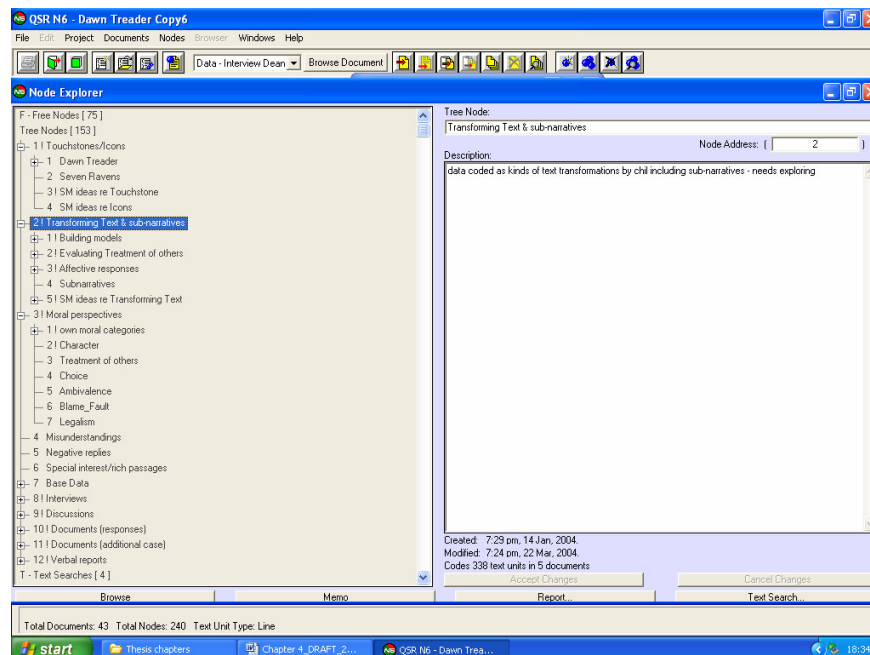 QSR N6 - Dawn Treader Copy6
File Edit Project Documents Nodes Browser Windows Help
Data - Interview Dean Browse Document
Node Explorer
F - Free Nodes [ 75 ]
Tree Nodes [ 153 ]
1 ! Touchstones/Icons
1 Dawn Treader
2 Seven Ravens
3 ! SM ideas re Touchstone
4 SM ideas re Icons
2 ! Transforming Text & sub-narratives
1 ! Building models
2 ! Evaluating Treatment of others
3 ! Affective responses
4 Subnarratives
5 ! SM ideas re Transforming Text
3 ! Moral perspectives
1 ! own moral categories
2 ! Character
3 Treatment of others
4 Choice
5 Ambivalence
6 Blame_Fault
7 Legalism
4 Misunderstandings
5 Negative replies
6 Special interest/rich passages
7 Base Data
8 ! Interviews
9 ! Discussions
10 ! Documents (responses)
11 ! Documents (additional case)
12 ! Verbal reports
T - Text Searches [ 4 ]
Tree Node:
Transforming Text & sub-narratives
Node Address: ( 2 )
Description:
data coded as kinds of text transformations by chil including sub-narratives - needs exploring
Created: 7:29 pm, 14 Jan, 2004.
Modified: 7:24 pm, 22 Mar, 2004.
Codes 338 text units in 5 documents
Accept Changes Cancel Changes
Browse Memo Report... Text Search...
Total Documents: 43 Total Nodes: 240 Text Unit Type: Line
start Thesis chapters Chapter 4_DRAFT_2... QSR N6 - Dawn Trea... 18:34